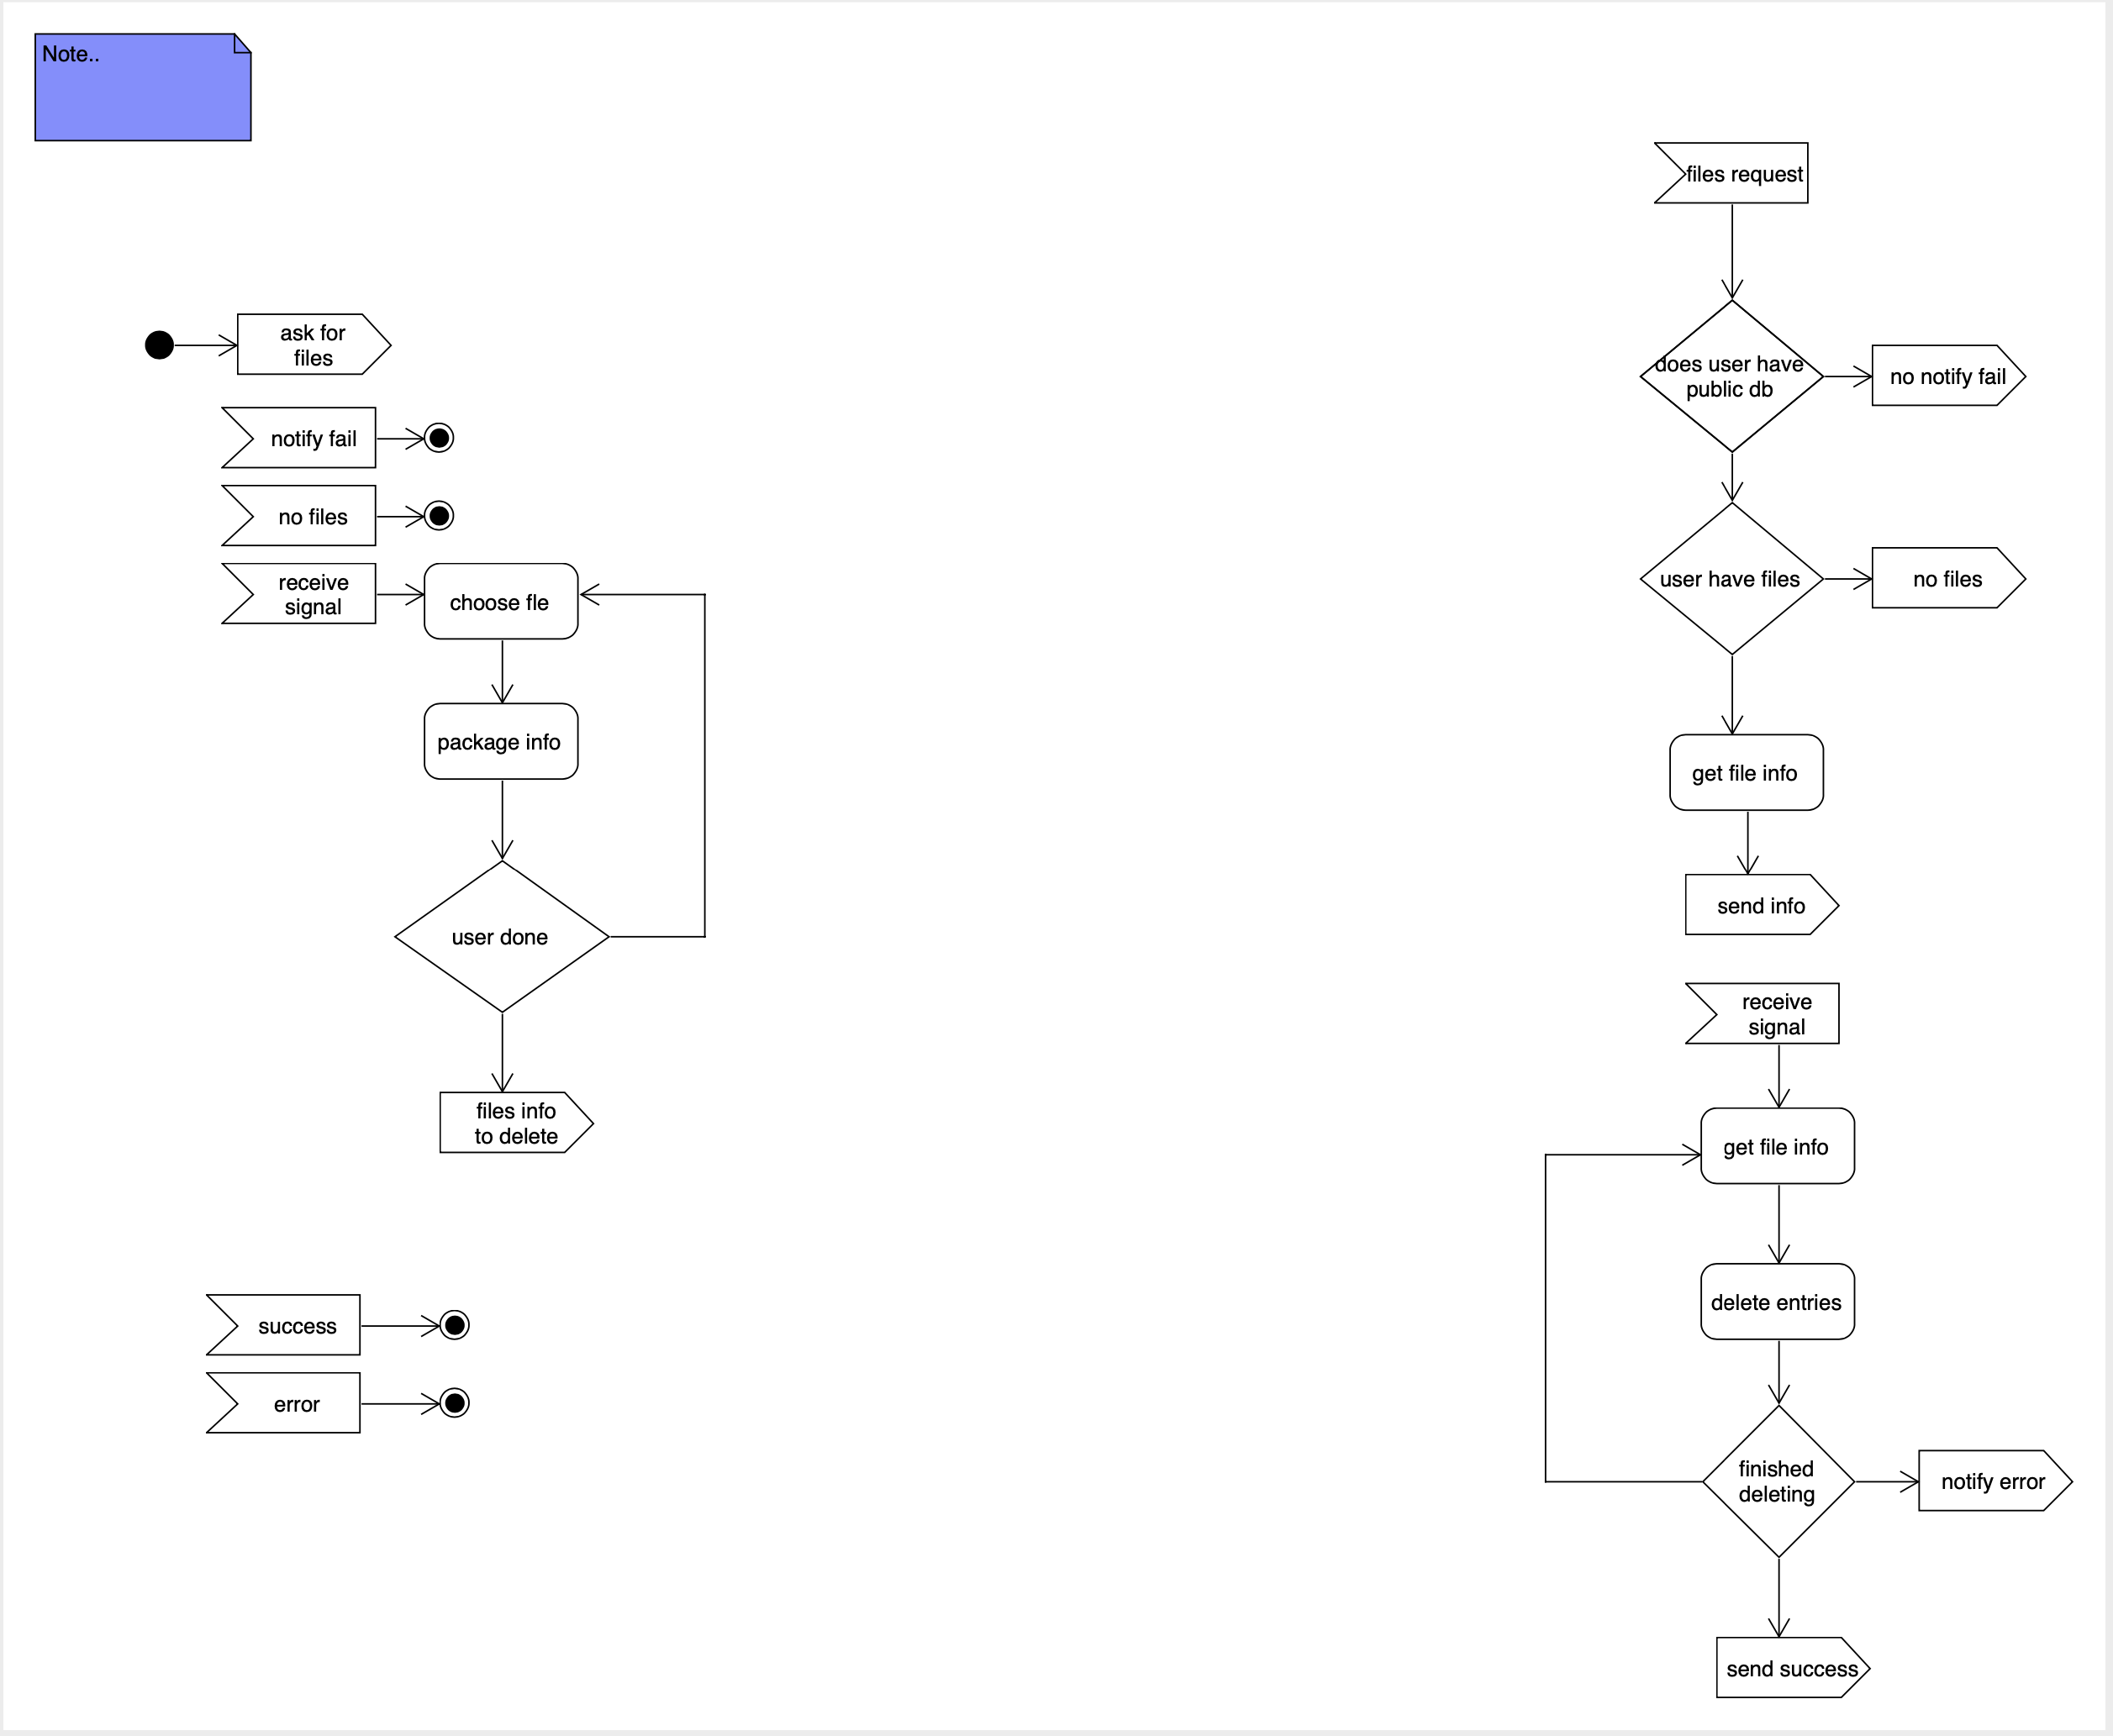 Note..
ask for
files
notify fail
no files
receive
signal
choose fle
package info
user done
files info
to delete
success
error
files request
does user have
public db
no notify fail
user have files
no files
get file info
send info
receive
signal
get file info
delete entries
finished
deleting
notify error
send success